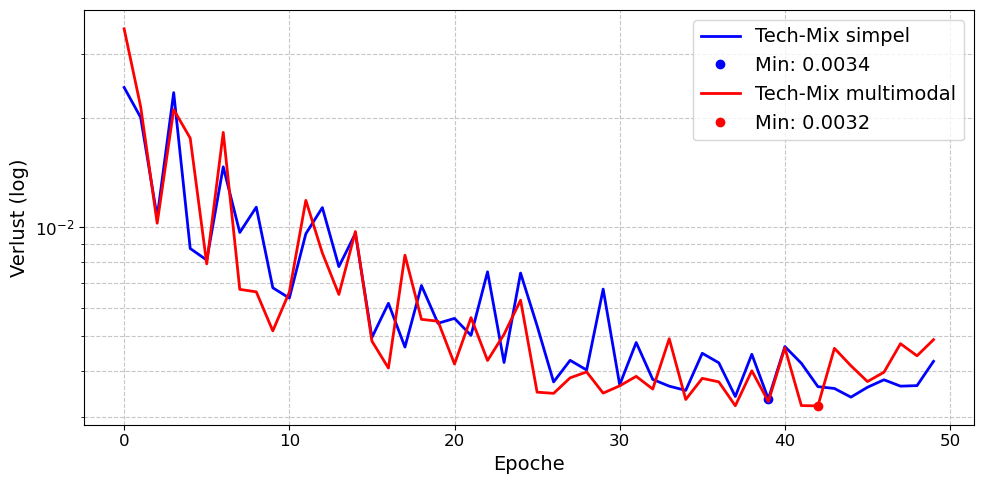 Tech-Mix simpel
Min: 0.0034
Tech-Mix multimodal
Min: 0.0032
Verlust (log)
10⁻²
0 10 20 30 40 50
Epoche